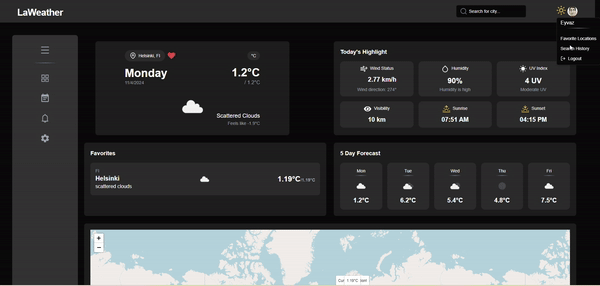 LaWeather
Search for city...
Eyvaz
Favorite Locations
Search History
Logout
Helsinki, FI
°C
Monday
11/4/2024
1.2°C
/ 1.2°C
Scattered Clouds
Feels like -1.9°C
Today's Highlight
Wind Status
2.77 km/h
Wind direction
Humidity
90%
Humidity is high
UV Index
4 UV
Moderate UV
Visibility
10 km
Sunrise
07:51 AM
Sunset
04:15 PM
Favorites
FI
Helsinki
scattered clouds
1.19°C/1.19°C
5 Day Forecast
Mon
1.2°C
Tue
6.2°C
Wed
5.4°C
Thu
4.8°C
Fri
7.5°C
+
−
1.19°C